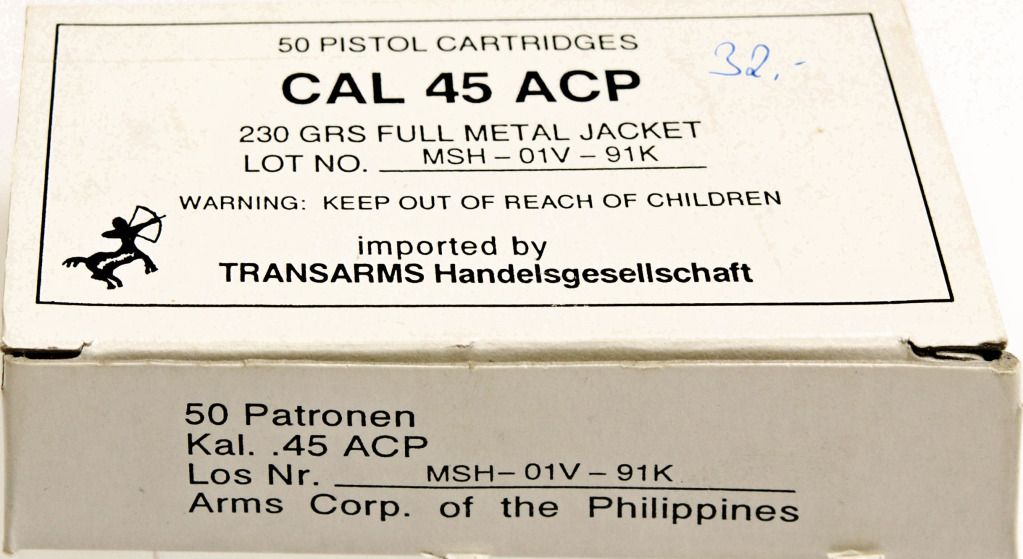 50 PISTOL CARTRIDGES
32.-
CAL 45 ACP
230 GRS FULL METAL JACKET
LOT NO. MSH - 01V - 91K
WARNING: KEEP OUT OF REACH OF CHILDREN
imported by
TRANSARMS Handelsgesellschaft
50 Patronen
Kal. .45 ACP
Los Nr. MSH - 01V - 91K
Arms Corp. of the Philippines